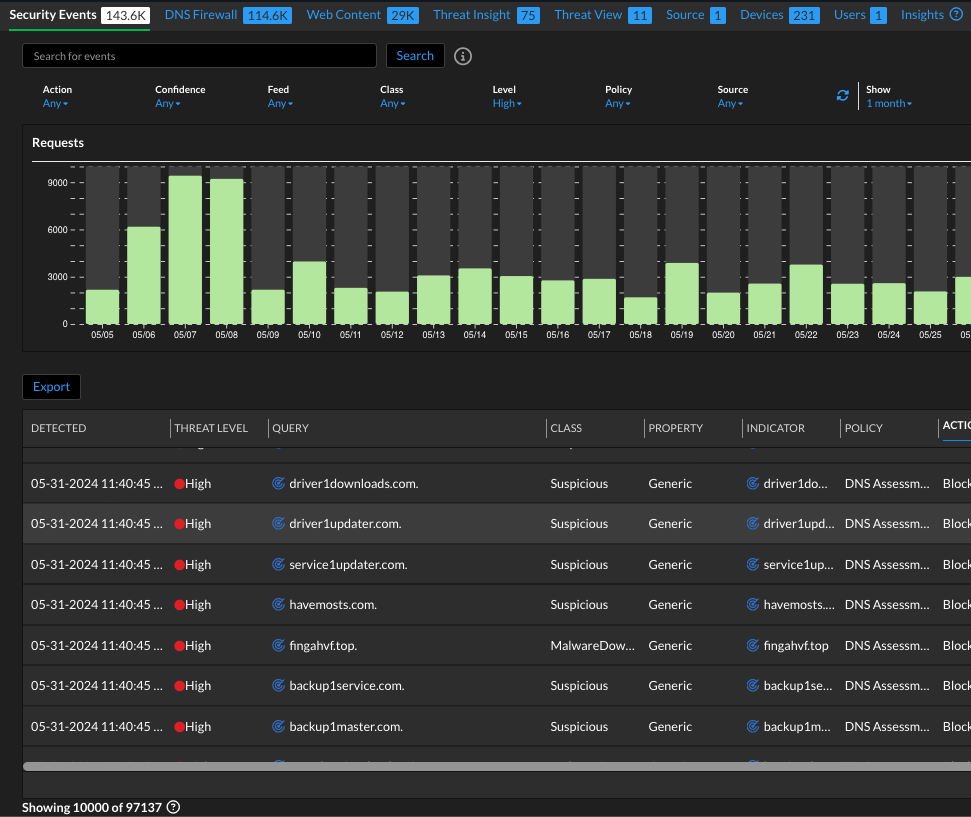 Security Events 143.6K DNS Firewall 114.6K Web Content 29K Threat Insight 75 Threat View 11 Source 1 Devices 231 Users 1 Insights ?
Search for events Search i
Action Confidence Feed Class Level Policy Source Show
Any Any Any Any High Any Any 1 month
Requests
9000
6000
3000
0
05/05 05/06 05/07 05/08 05/09 05/10 05/11 05/12 05/13 05/14 05/15 05/16 05/17 05/18 05/19 05/20 05/21 05/22 05/23 05/24 05/25 05
Export
DETECTED THREAT LEVEL QUERY CLASS PROPERTY INDICATOR POLICY ACTIO
05-31-2024 11:40:45 ... High driver1downloads.com. Suspicious Generic driver1do... DNS Assessm... Block
05-31-2024 11:40:45 ... High driver1updater.com. Suspicious Generic driver1upd... DNS Assessm... Block
05-31-2024 11:40:45 ... High service1updater.com. Suspicious Generic service1up... DNS Assessm... Block
05-31-2024 11:40:45 ... High havemosts.com. Suspicious Generic havemosts.... DNS Assessm... Block
05-31-2024 11:40:45 ... High fingahvf.top. MalwareDow... Generic fingahvf.top DNS Assessm... Block
05-31-2024 11:40:45 ... High backup1service.com. Suspicious Generic backup1se... DNS Assessm... Block
05-31-2024 11:40:45 ... High backup1master.com. Suspicious Generic backup1m... DNS Assessm... Block
Showing 10000 of 97137 ?